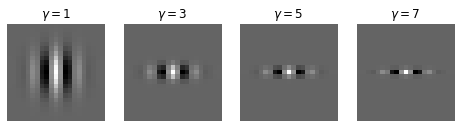 γ = 1 γ = 3 γ = 5 γ = 7